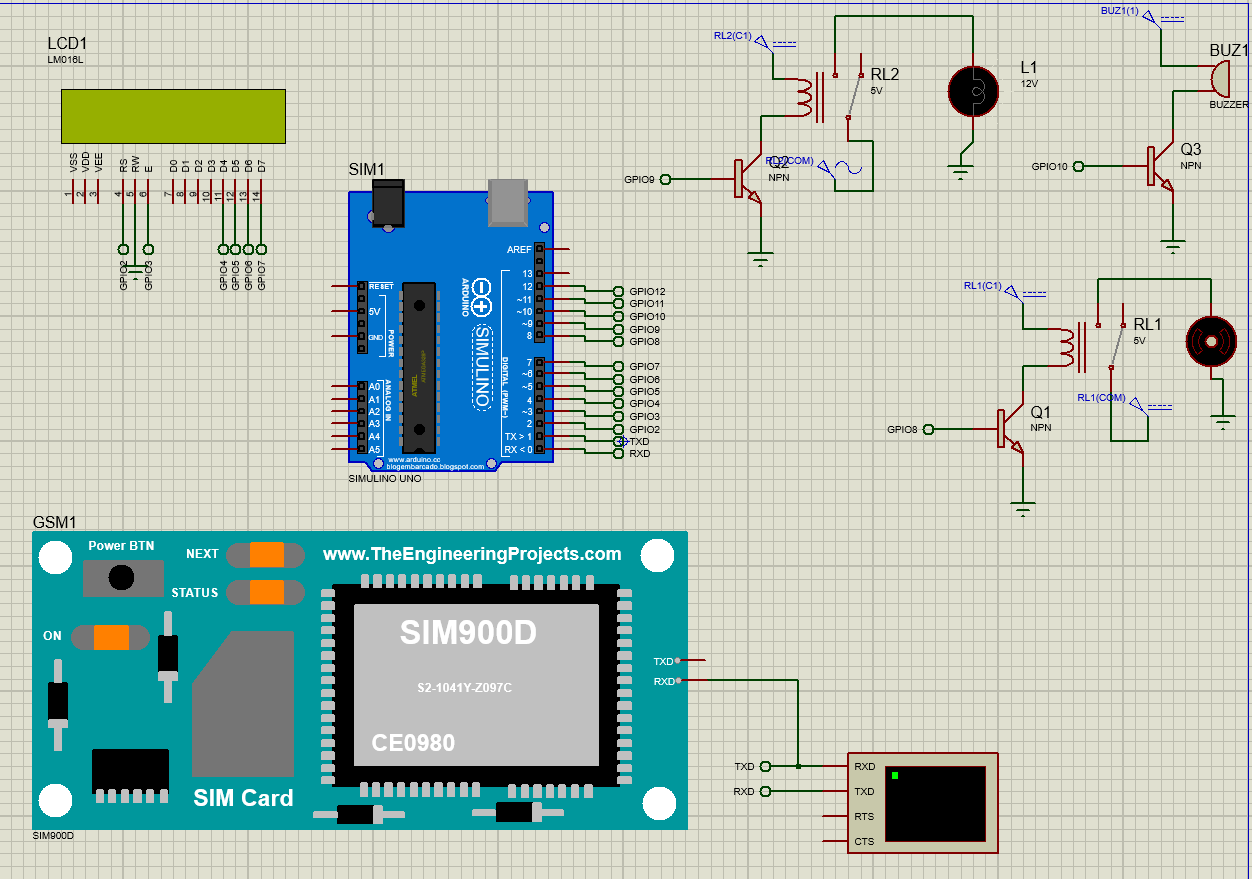 LCD1
LM016L
VSS
VDD
VEE
RS
RW
E
D0
D1
D2
D3
D4
D5
D6
D7
1
2
3
4
5
6
7
8
9
10
11
12
13
14
GPIO2
GPIO3
GPIO4
GPIO5
GPIO6
GPIO7
SIM1
RESET
5V
GND
POWER
A0
A1
A2
A3
A4
A5
ANALOG IN
ATMEL
ARDUINO
SIMULINO
www.arduino.cc
blogembarcado.blogspot.com
AREF
13
12
~11
~10
~9
8
7
~6
~5
4
~3
2
TX > 1
RX < 0
DIGITAL (PWM~)
GPIO12
GPIO11
GPIO10
GPIO9
GPIO8
GPIO7
GPIO6
GPIO5
GPIO4
GPIO3
GPIO2
TXD
RXD
SIMULINO UNO
RL2(C1)
RL2
5V
L1
12V
RL2(COM)
Q2
NPN
GPIO9
BUZ1(1)
BUZ1
BUZZER
Q3
NPN
GPIO10
RL1(C1)
RL1
5V
RL1(COM)
Q1
NPN
GPIO8
GSM1
Power BTN
NEXT
STATUS
ON
www.TheEngineeringProjects.com
SIM900D
S2-1041Y-Z097C
CE0980
SIM Card
TXD
RXD
SIM900D
TXD
RXD
RXD
TXD
RTS
CTS